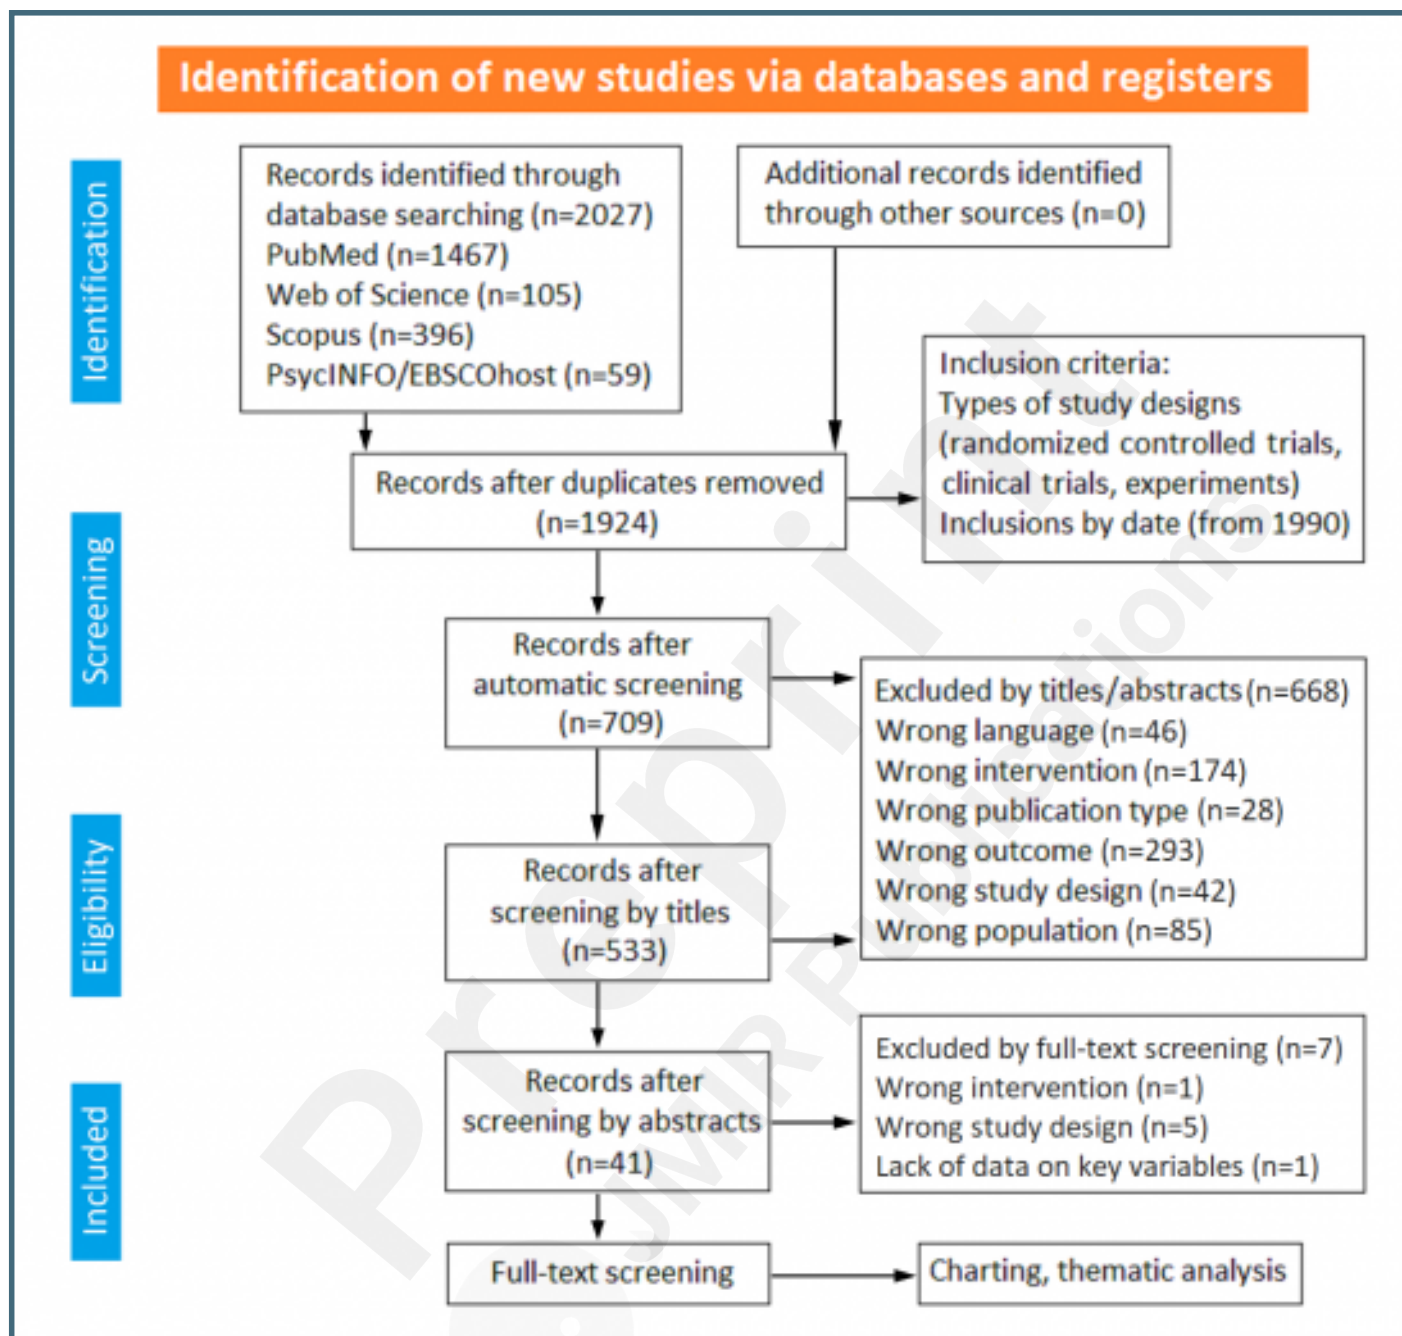 Identification of new studies via databases and registers
Identification
Records identified through
database searching (n=2027)
PubMed (n=1467)
Web of Science (n=105)
Scopus (n=396)
PsycINFO/EBSCOhost (n=59)
Additional records identified
through other sources (n=0)
Inclusion criteria:
Types of study designs
(randomized controlled trials,
clinical trials, experiments)
Inclusions by date (from 1990)
Records after duplicates removed
(n=1924)
Screening
Records after
automatic screening
(n=709)
Excluded by titles/abstracts (n=668)
Wrong language (n=46)
Wrong intervention (n=174)
Wrong publication type (n=28)
Wrong outcome (n=293)
Wrong study design (n=42)
Wrong population (n=85)
Eligibility
Records after
screening by titles
(n=533)
Records after
screening by abstracts
(n=41)
Excluded by full-text screening (n=7)
Wrong intervention (n=1)
Wrong study design (n=5)
Lack of data on key variables (n=1)
Included
Full-text screening
Charting, thematic analysis
Preprint
JMIR Publications